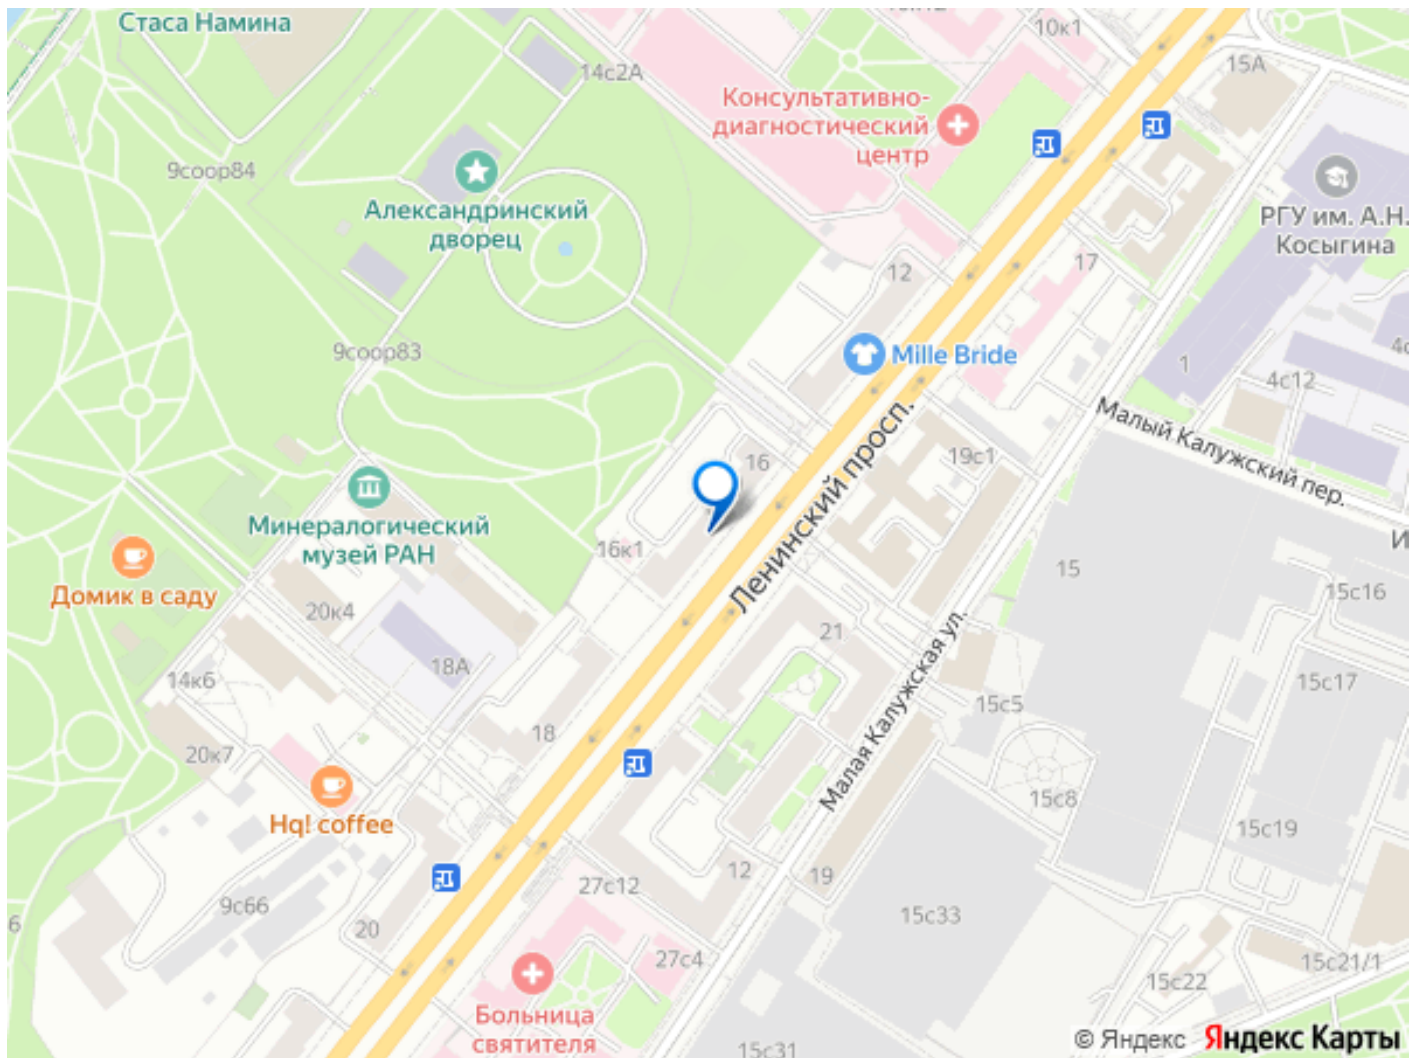 Стаса Намина
10к1
14с2А
15А
Консультативно-
диагностический
центр
9соор84
Александринский
дворец
РГУ им. А.Н.
Косыгина
12
17
9соор83
Mille Bride
1
4с12
Малый Калужский пер.
Ленинский просп.
16
19с1
Минералогический
музей РАН
16к1
15
15с16
Домик в саду
20к4
21
Малая Калужская ул.
18А
14к6
15с17
15с5
18
20к7
15с8
Hq! coffee
15с19
12
19
27с12
9с66
15с33
20
6
27с4
15с22
15с21/1
Больница
святителя
15с31
© Яндекс Яндекс Карты